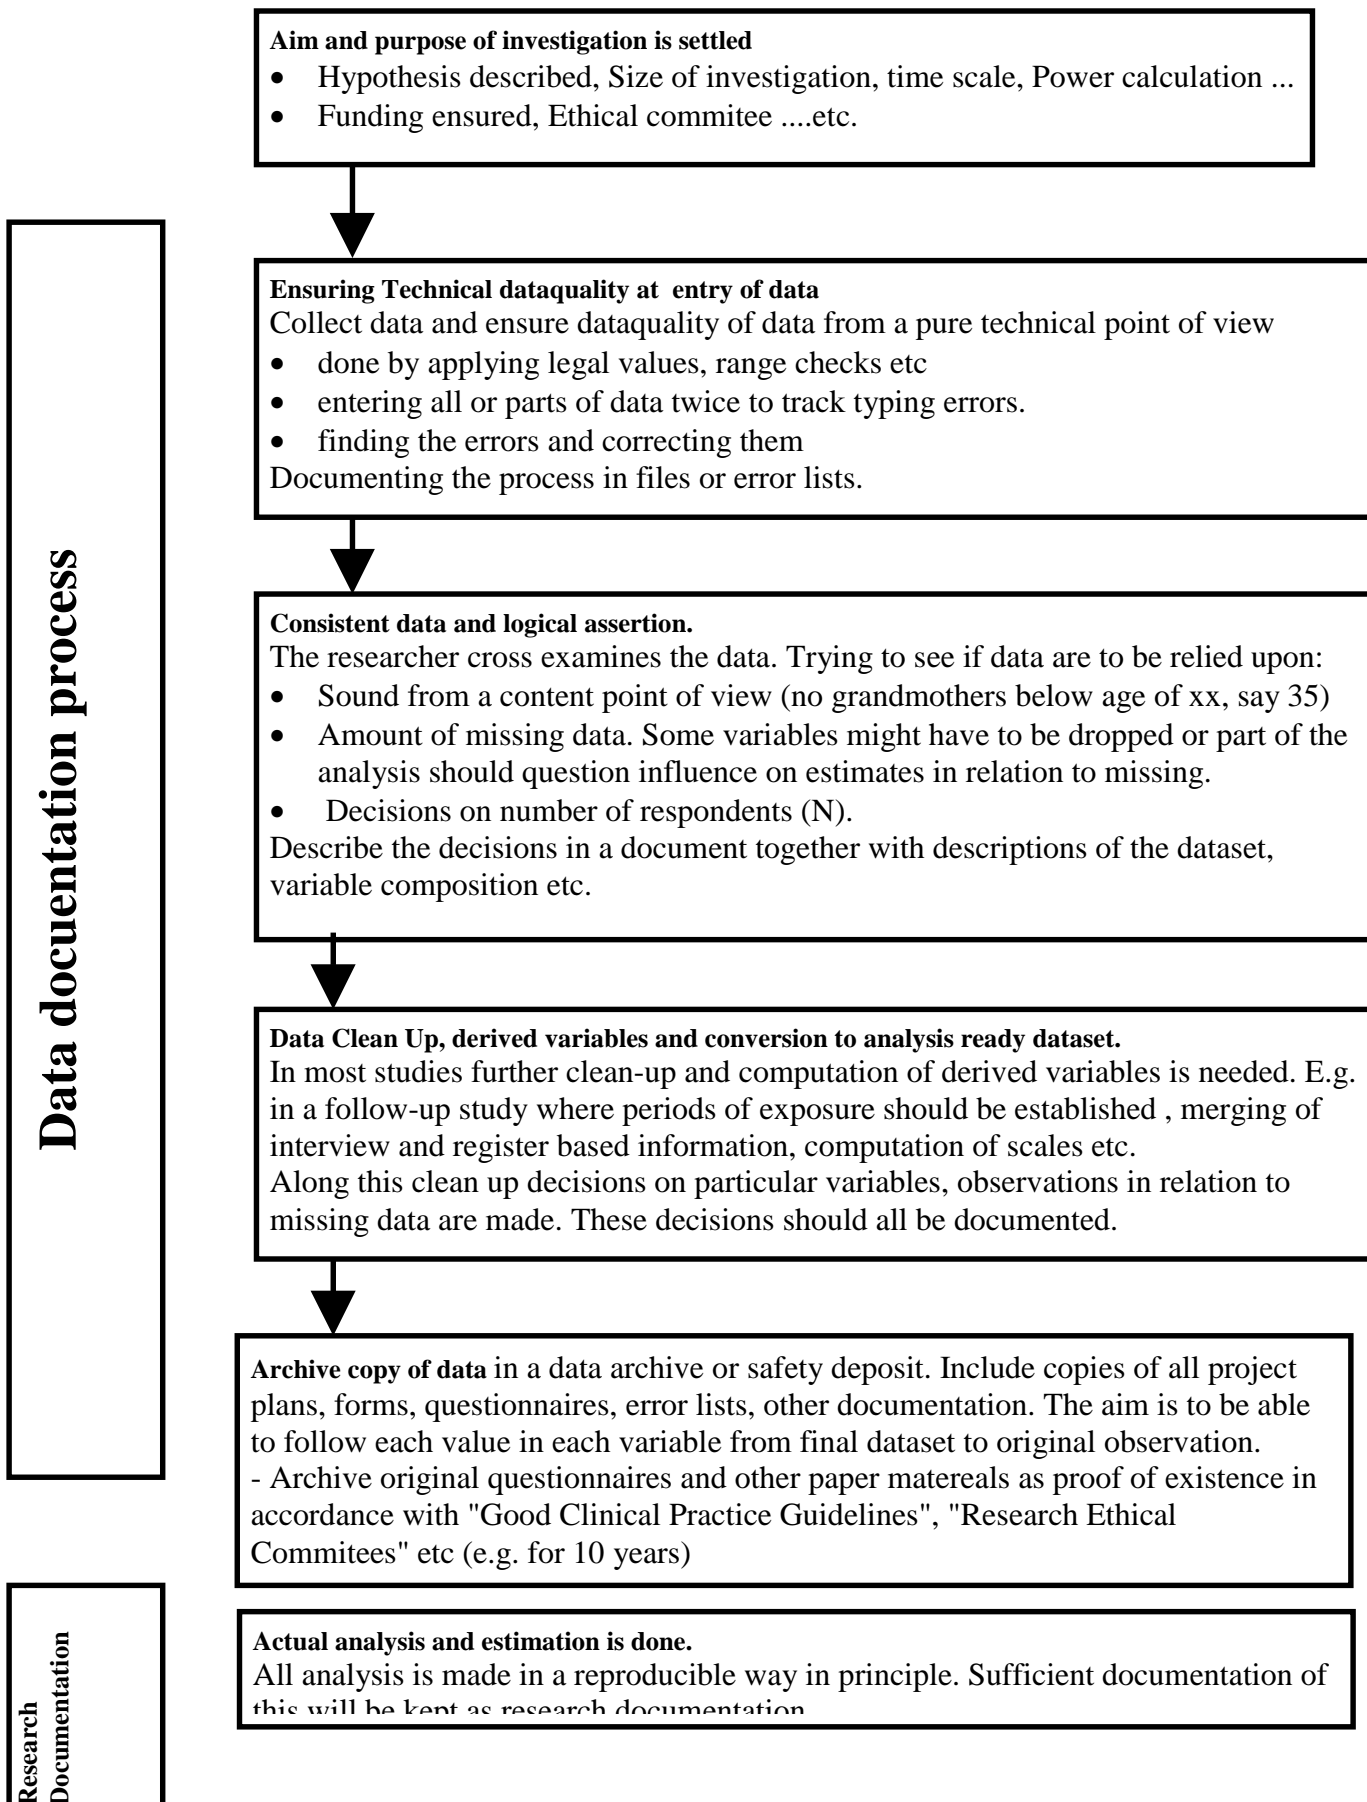 Aim and purpose of investigation is settled
• Hypothesis described, Size of investigation, time scale, Power calculation ...
• Funding ensured, Ethical commitee ....etc.
Data docuentation process
Ensuring Technical dataquality at entry of data
Collect data and ensure dataquality of data from a pure technical point of view
• done by applying legal values, range checks etc
• entering all or parts of data twice to track typing errors.
• finding the errors and correcting them
Documenting the process in files or error lists.
Consistent data and logical assertion.
The researcher cross examines the data. Trying to see if data are to be relied upon:
• Sound from a content point of view (no grandmothers below age of xx, say 35)
• Amount of missing data. Some variables might have to be dropped or part of the
analysis should question influence on estimates in relation to missing.
• Decisions on number of respondents (N).
Describe the decisions in a document together with descriptions of the dataset,
variable composition etc.
Data Clean Up, derived variables and conversion to analysis ready dataset.
In most studies further clean-up and computation of derived variables is needed. E.g.
in a follow-up study where periods of exposure should be established , merging of
interview and register based information, computation of scales etc.
Along this clean up decisions on particular variables, observations in relation to
missing data are made. These decisions should all be documented.
Archive copy of data in a data archive or safety deposit. Include copies of all project
plans, forms, questionnaires, error lists, other documentation. The aim is to be able
to follow each value in each variable from final dataset to original observation.
- Archive original questionnaires and other paper matereals as proof of existence in
accordance with "Good Clinical Practice Guidelines", "Research Ethical
Commitees" etc (e.g. for 10 years)
Research
Documentation
Actual analysis and estimation is done.
All analysis is made in a reproducible way in principle. Sufficient documentation of
this will be kept as research documentation